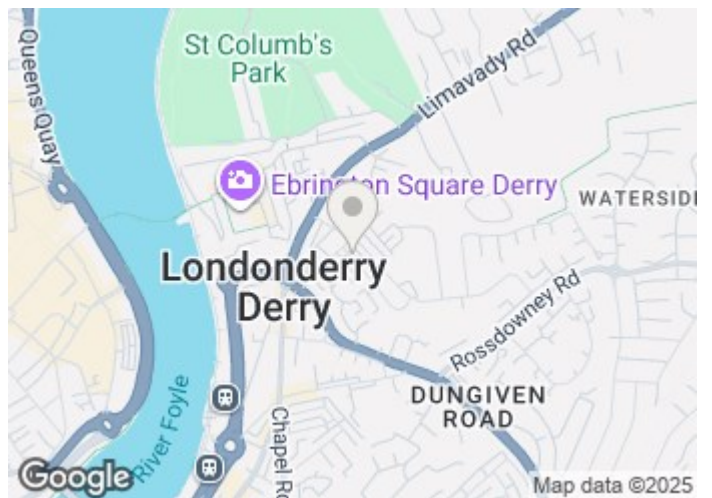 Queens Quay
St Columb's
Park
Limavady Rd
Ebrington Square Derry
WATERSIDE
Londonderry
Derry
Rossdowney Rd
DUNGIVEN
ROAD
River Foyle
Chapel Ro
Google
Map data ©2025